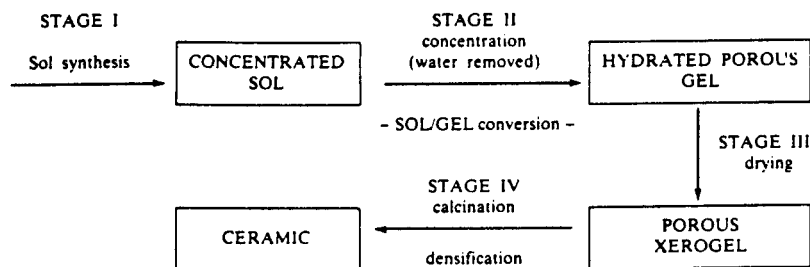 STAGE I
Sol synthesis
CONCENTRATED
SOL
STAGE II
concentration
(water removed)
– SOL/GEL conversion –
HYDRATED POROUS
GEL
STAGE III
drying
POROUS
XEROGEL
STAGE IV
calcination
densification
CERAMIC